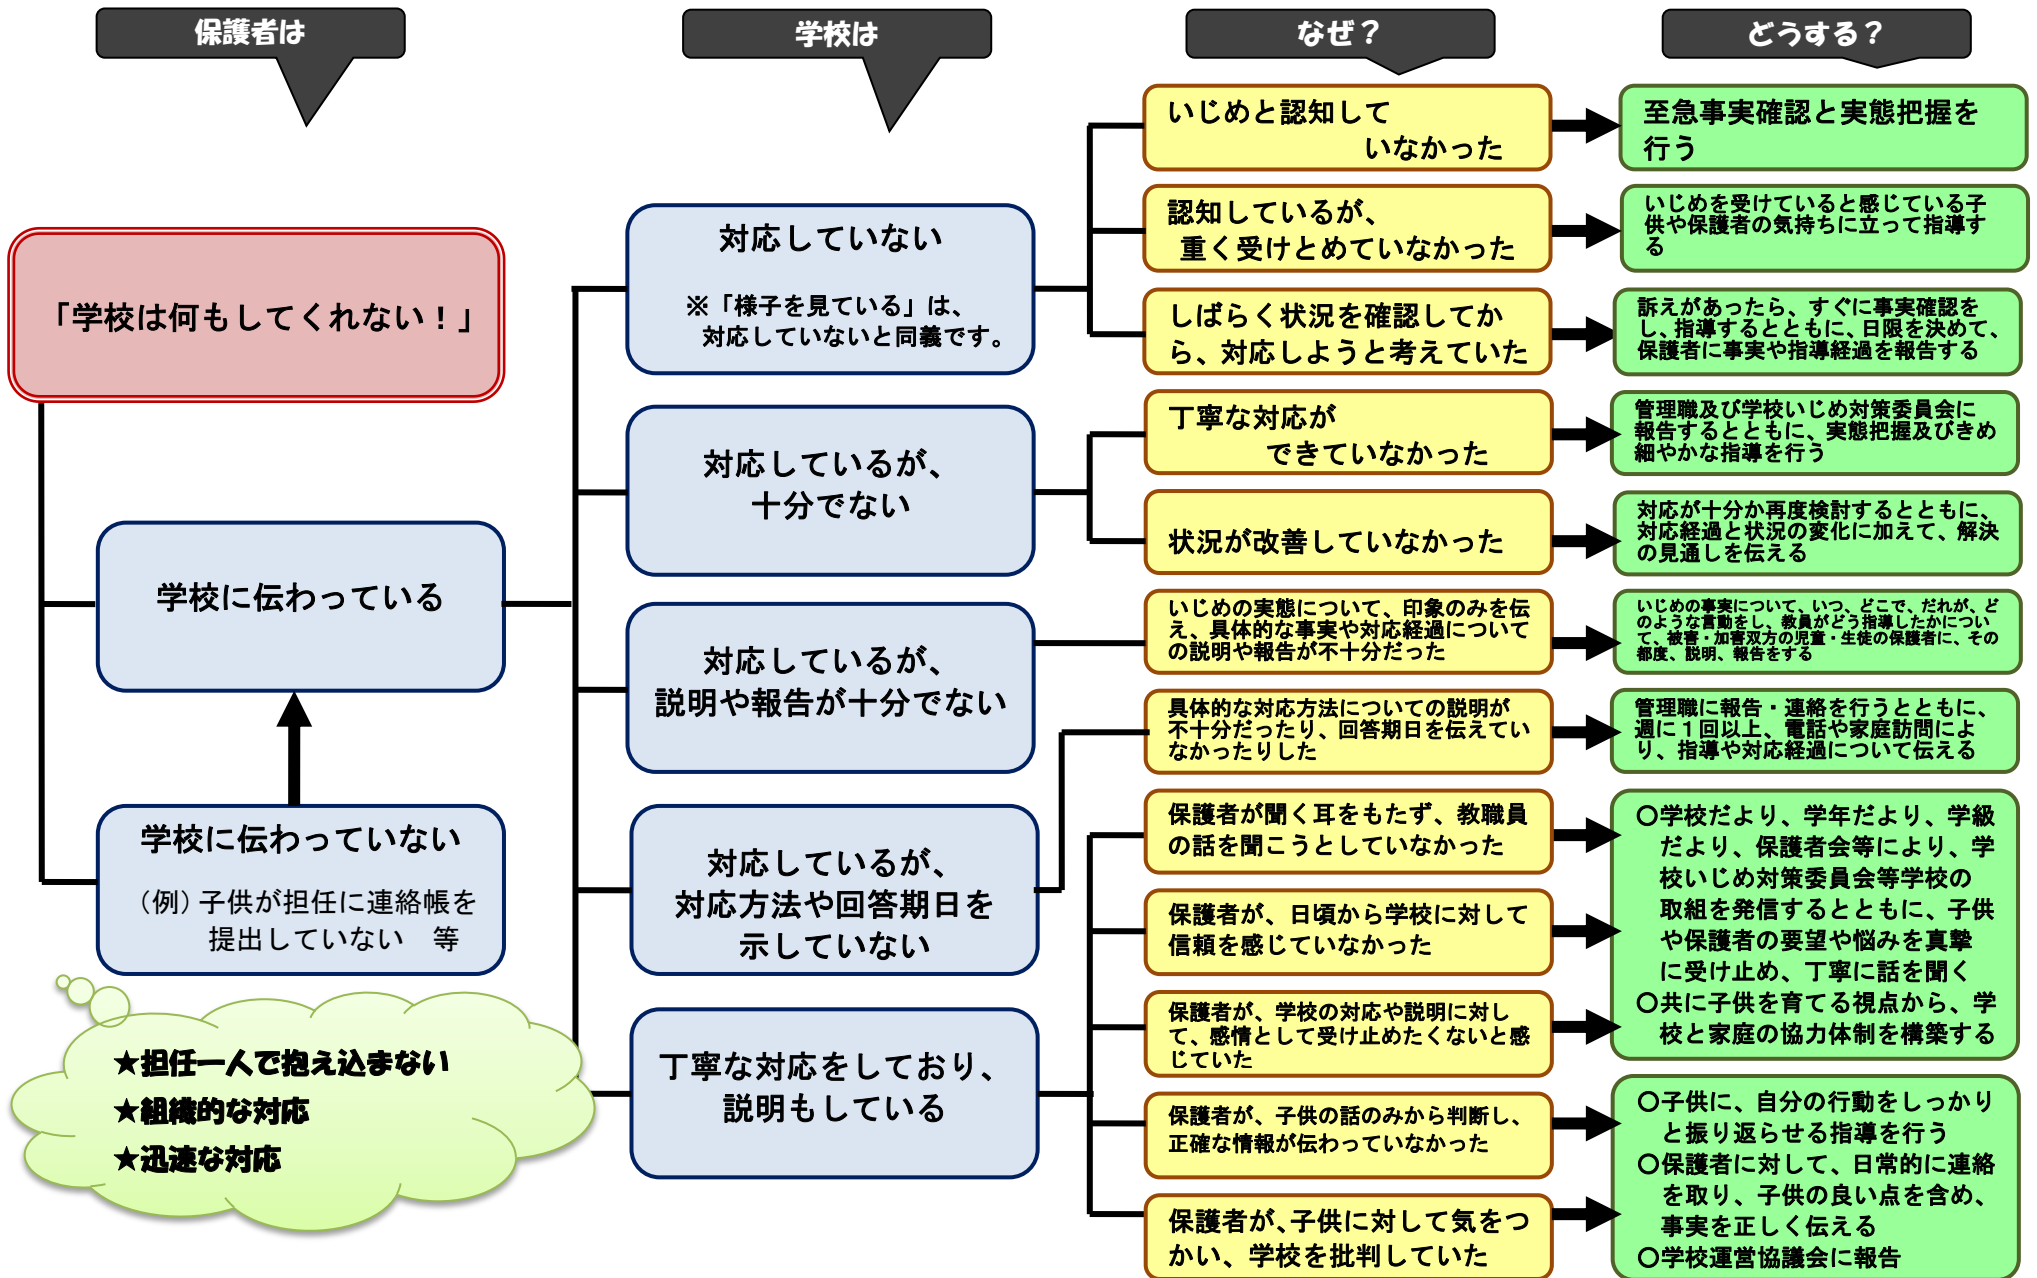 保護者は
学校は
なぜ？
どうする？
「学校は何もしてくれない！」
学校に伝わっている
学校に伝わっていない
（例）子供が担任に連絡帳を
提出していない　等
★担任一人で抱え込まない
★組織的な対応
★迅速な対応
対応していない
※「様子を見ている」は、
対応していないと同義です。
対応しているが、
十分でない
対応しているが、
説明や報告が十分でない
対応しているが、
対応方法や回答期日を
示していない
丁寧な対応をしており、
説明もしている
いじめと認知して
いなかった
認知しているが、
重く受けとめていなかった
しばらく状況を確認してか
ら、対応しようと考えていた
丁寧な対応が
できていなかった
状況が改善していなかった
いじめの実態について、印象のみを伝
え、具体的な事実や対応経過について
の説明や報告が不十分だった
具体的な対応方法についての説明が
不十分だったり、回答期日を伝えてい
なかったりした
保護者が聞く耳をもたず、教職員
の話を聞こうとしていなかった
保護者が、日頃から学校に対して
信頼を感じていなかった
保護者が、学校の対応や説明に対し
て、感情として受け止めたくないと感
じていた
保護者が、子供の話のみから判断し、
正確な情報が伝わっていなかった
保護者が、子供に対して気をつ
かい、学校を批判していた
至急事実確認と実態把握を
行う
いじめを受けていると感じている子
供や保護者の気持ちに立って指導す
る
訴えがあったら、すぐに事実確認を
し、指導するとともに、日限を決めて、
保護者に事実や指導経過を報告する
管理職及び学校いじめ対策委員会に
報告するとともに、実態把握及びきめ
細やかな指導を行う
対応が十分か再度検討するとともに、
対応経過と状況の変化に加えて、解決
の見通しを伝える
いじめの事実について、いつ、どこで、だれが、ど
のような言動をし、教員がどう指導したかについ
て、被害・加害双方の児童・生徒の保護者に、その
都度、説明、報告をする
管理職に報告・連絡を行うとともに、
週に１回以上、電話や家庭訪問によ
り、指導や対応経過について伝える
○学校だより、学年だより、学級
だより、保護者会等により、学
校いじめ対策委員会等学校の
取組を発信するとともに、子供
や保護者の要望や悩みを真摯
に受け止め、丁寧に話を聞く
○共に子供を育てる視点から、学
校と家庭の協力体制を構築する
○子供に、自分の行動をしっかり
と振り返らせる指導を行う
○保護者に対して、日常的に連絡
を取り、子供の良い点を含め、
事実を正しく伝える
○学校運営協議会に報告